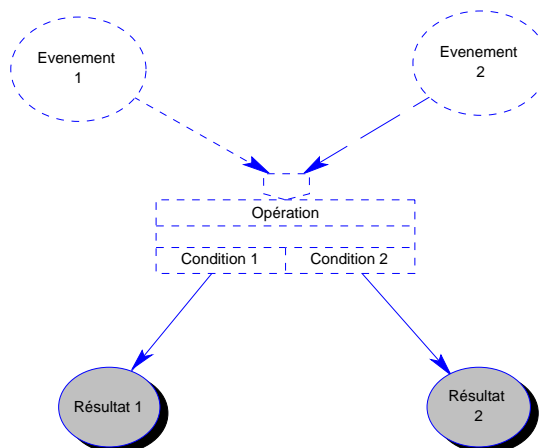 Evenement
1
Evenement
2
Opération
Condition 1
Condition 2
Résultat 1
Résultat
2